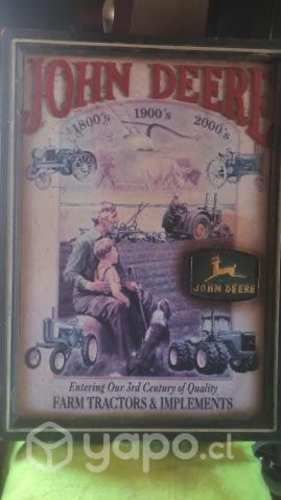 JOHN DEERE
1800's 1900's 2000's
JOHN DEERE
Entering Our 3rd Century of Quality
FARM TRACTORS & IMPLEMENTS
yapo.cl